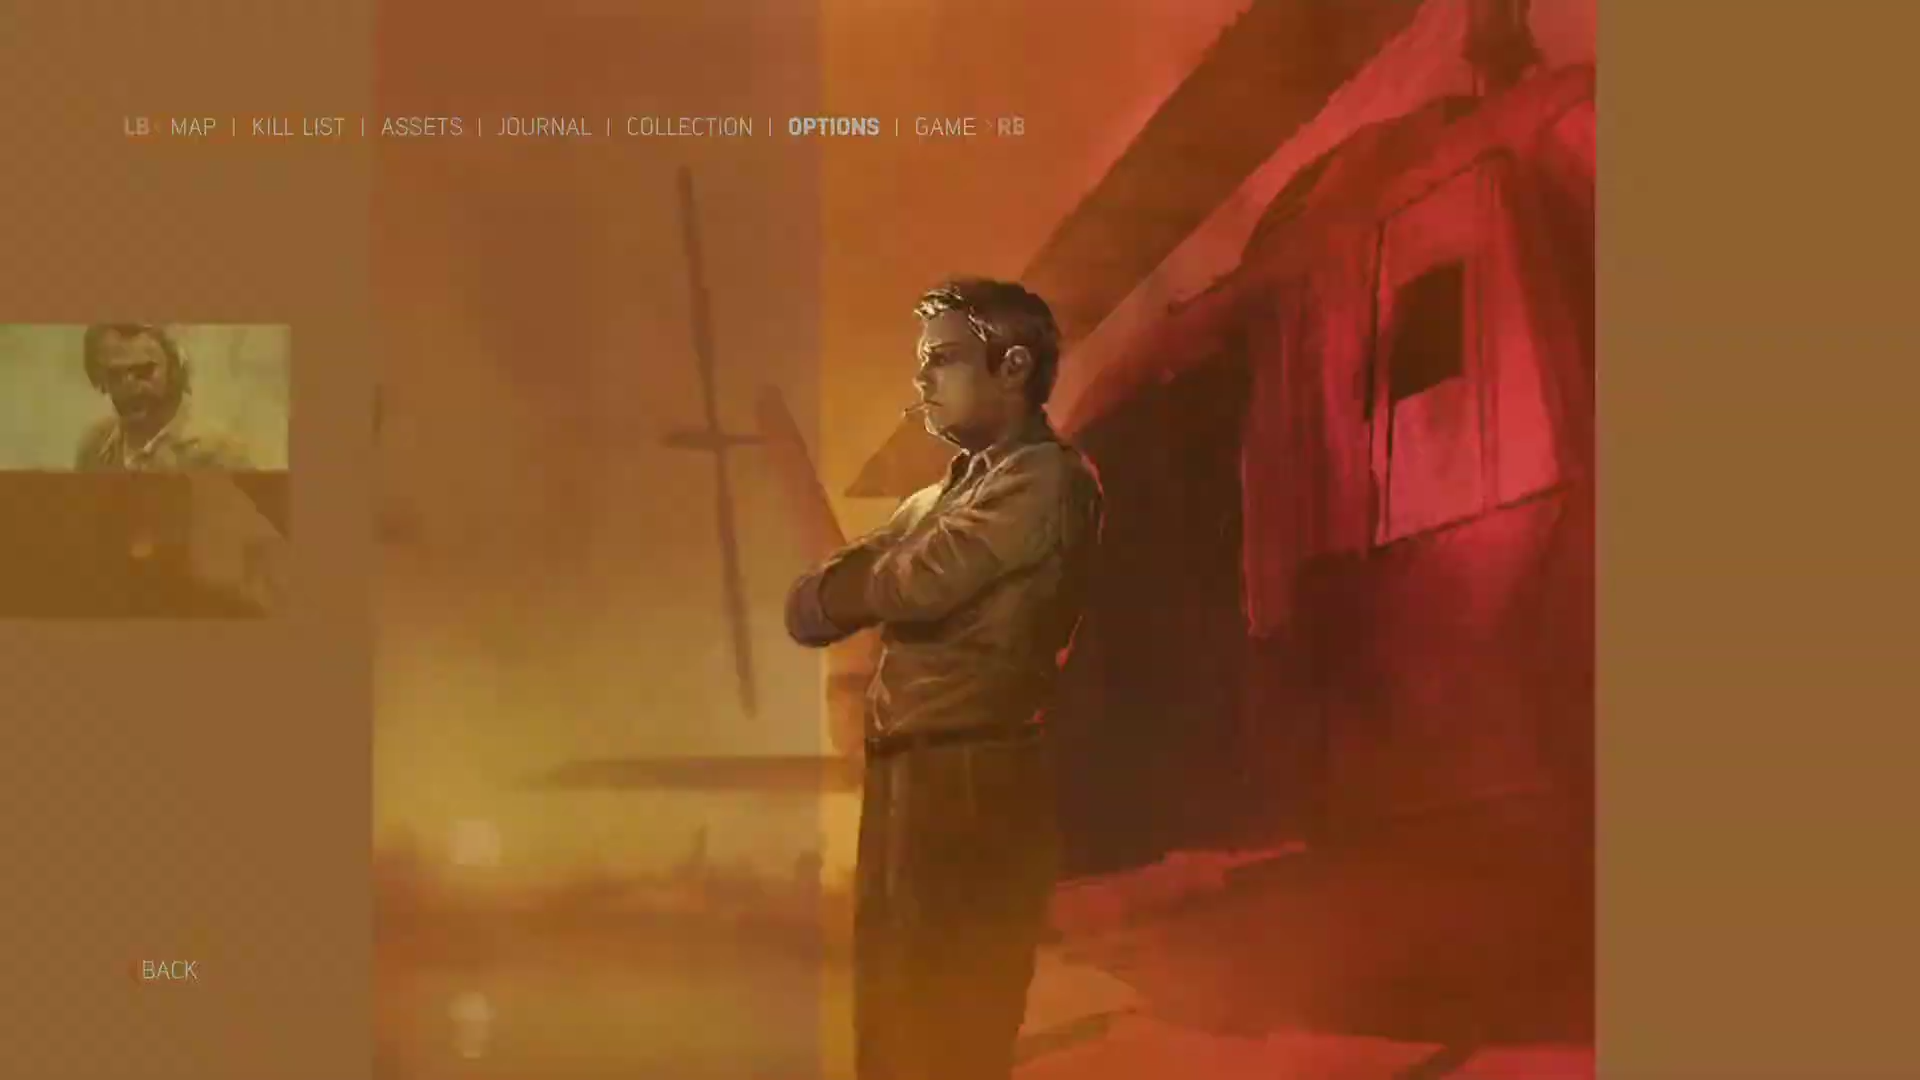 LB MAP | KILL LIST | ASSETS | JOURNAL | COLLECTION | OPTIONS | GAME RB
BACK